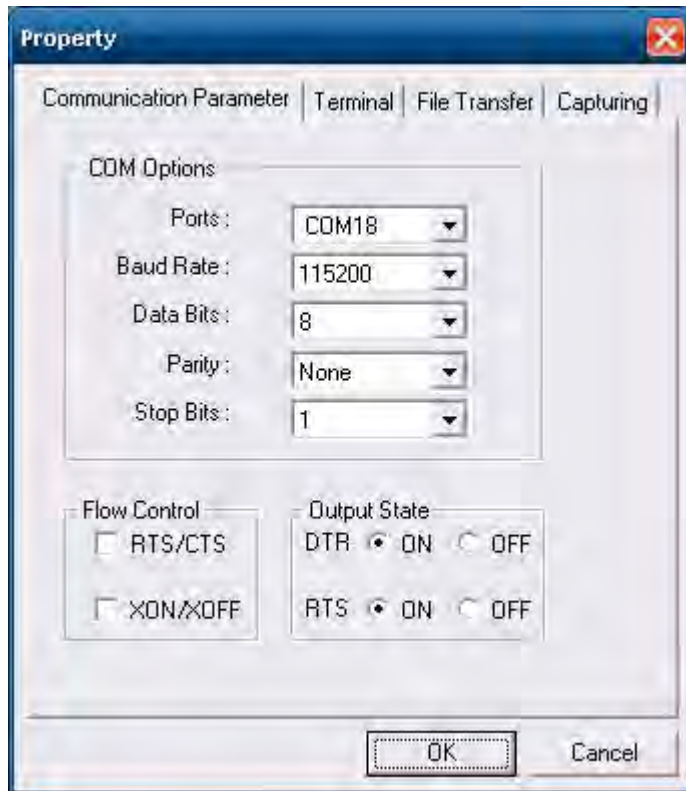 Property
Communication Parameter Terminal File Transfer Capturing
COM Options
Ports : COM18
Baud Rate : 115200
Data Bits : 8
Parity : None
Stop Bits : 1
Flow Control Output State
RTS/CTS DTR ON OFF
XON/XOFF RTS ON OFF
OK Cancel